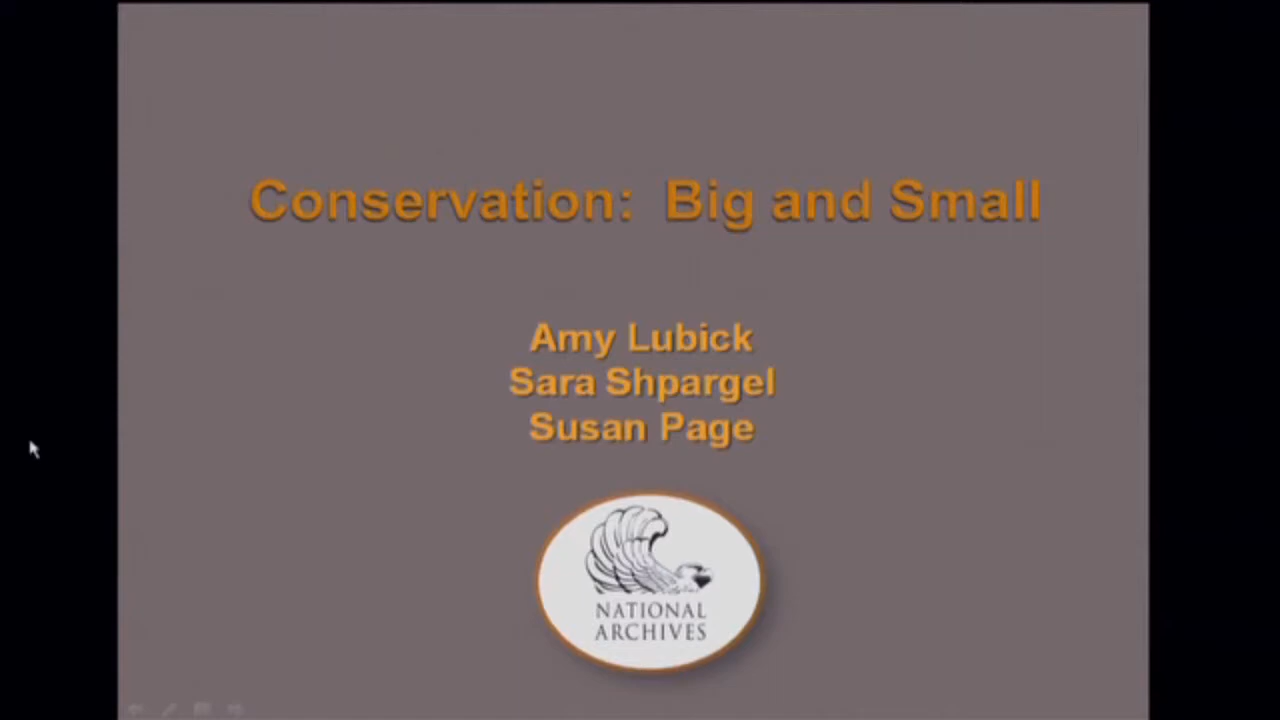 Conservation: Big and Small
Amy Lubick
Sara Shpargel
Susan Page
NATIONAL
ARCHIVES